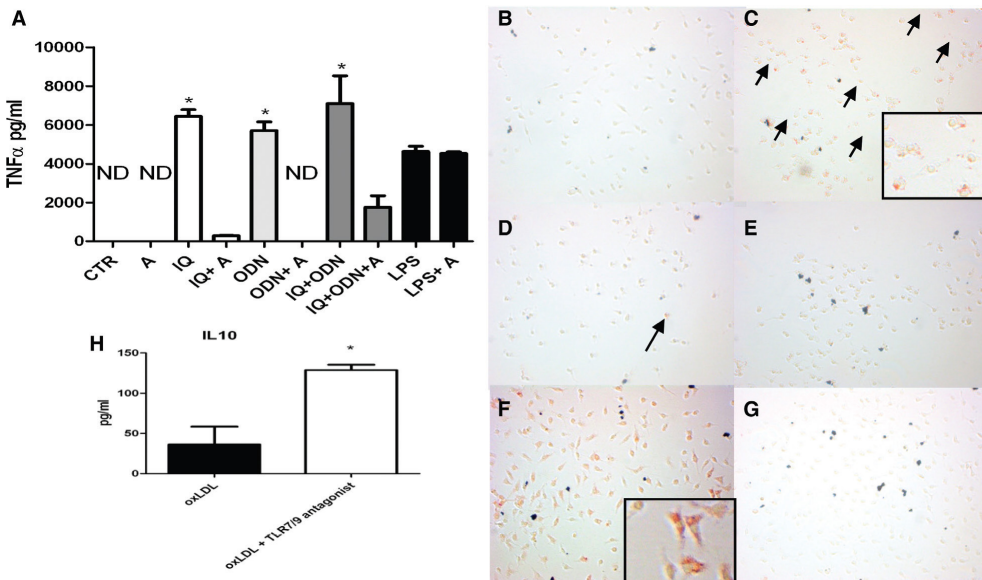 A
TNFα pg/ml
10000
8000
6000
4000
2000
0
ND
ND
*
*
ND
*
CTR
A
IQ
IQ+ A
ODN
ODN+ A
IQ+ODN
IQ+ODN+A
LPS
LPS+ A
H
IL10
pg/ml
150
100
50
0
*
oxLDL
oxLDL + TLR7/9 antagonist
B
C
D
E
F
G